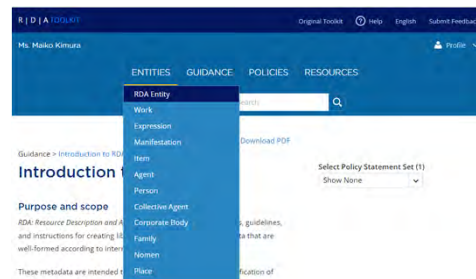 R | D | A TOOLKIT
Original Toolkit Help English Submit Feedback
Ms. Maiko Kimura
Profile
ENTITIES GUIDANCE POLICIES RESOURCES
RDA Entity
Work
Expression
Manifestation
Download PDF
Guidance > Introduction to RDA
Item
Select Policy Statement Set (1)
Introduction t
Agent
Show None
Person
Purpose and scope
Collective Agent
RDA: Resource Description and A
Corporate Body
s, guidelines,
and instructions for creating lib
Family
ta that are
well-formed according to intern
Nomen
These metadata are intended t
Place
fication of